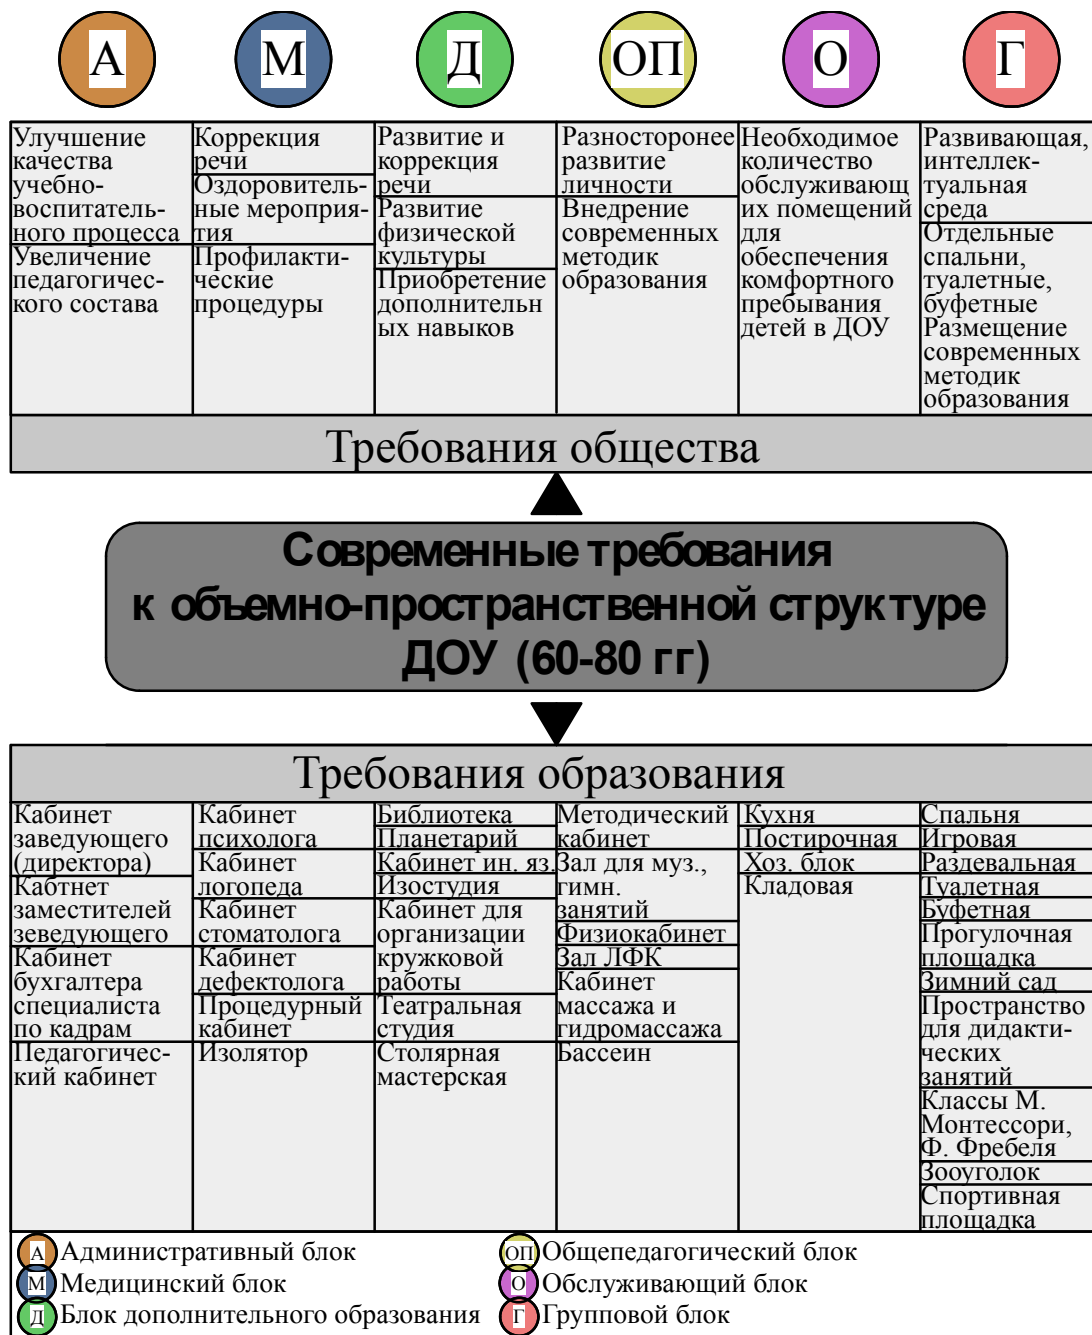 А
М
Д
ОП
О
Г
Улучшение
качества
учебно-
воспитатель-
ного процесса
Увеличение
педагогичес-
кого состава
Коррекция
речи
Оздоровитель-
ные мероприя-
тия
Профилакти-
ческие
процедуры
Развитие и
коррекция
речи
Развитие
физической
культуры
Приобретение
дополнительн
ых навыков
Разносторонее
развитие
личности
Внедрение
современных
методик
образования
Необходимое
количество
обслуживающ
их помещений
для
обеспечения
комфортного
пребывания
детей в ДОУ
Развивающая,
интеллек-
туальная
среда
Отдельные
спальни,
туалетные,
буфетные
Размещение
современных
методик
образования
Требования общества
Современные требования
к объемно-пространственной структуре
ДОУ (60-80 гг)
Требования образования
Кабинет
заведующего
(директора)
Кабтнет
заместителей
зеведующего
Кабинет
бухгалтера
специалиста
по кадрам
Педагогичес-
ский кабинет
Кабинет
психолога
Кабинет
логопеда
Кабинет
стоматолога
Кабинет
дефектолога
Процедурный
кабинет
Изолятор
Библиотека
Планетарий
Кабинет ин. яз.
Изостудия
Кабинет для
организации
кружковой
работы
Театральная
студия
Столярная
мастерская
Методический
кабинет
Зал для муз.,
гимн.
занятий
Физиокабинет
Зал ЛФК
Кабинет
массажа и
гидромассажа
Бассеин
Кухня
Постирочная
Хоз. блок
Кладовая
Спальня
Игровая
Раздевальная
Туалетная
Буфетная
Прогулочная
площадка
Зимний сад
Пространство
для дидакти-
ческих
занятий
Классы М.
Монтессори,
Ф. Фребеля
Зооуголок
Спортивная
площадка
А Административный блок
М Медицинский блок
Д Блок дополнительного образования
ОП Общепедагогический блок
О Обслуживающий блок
Г Групповой блок